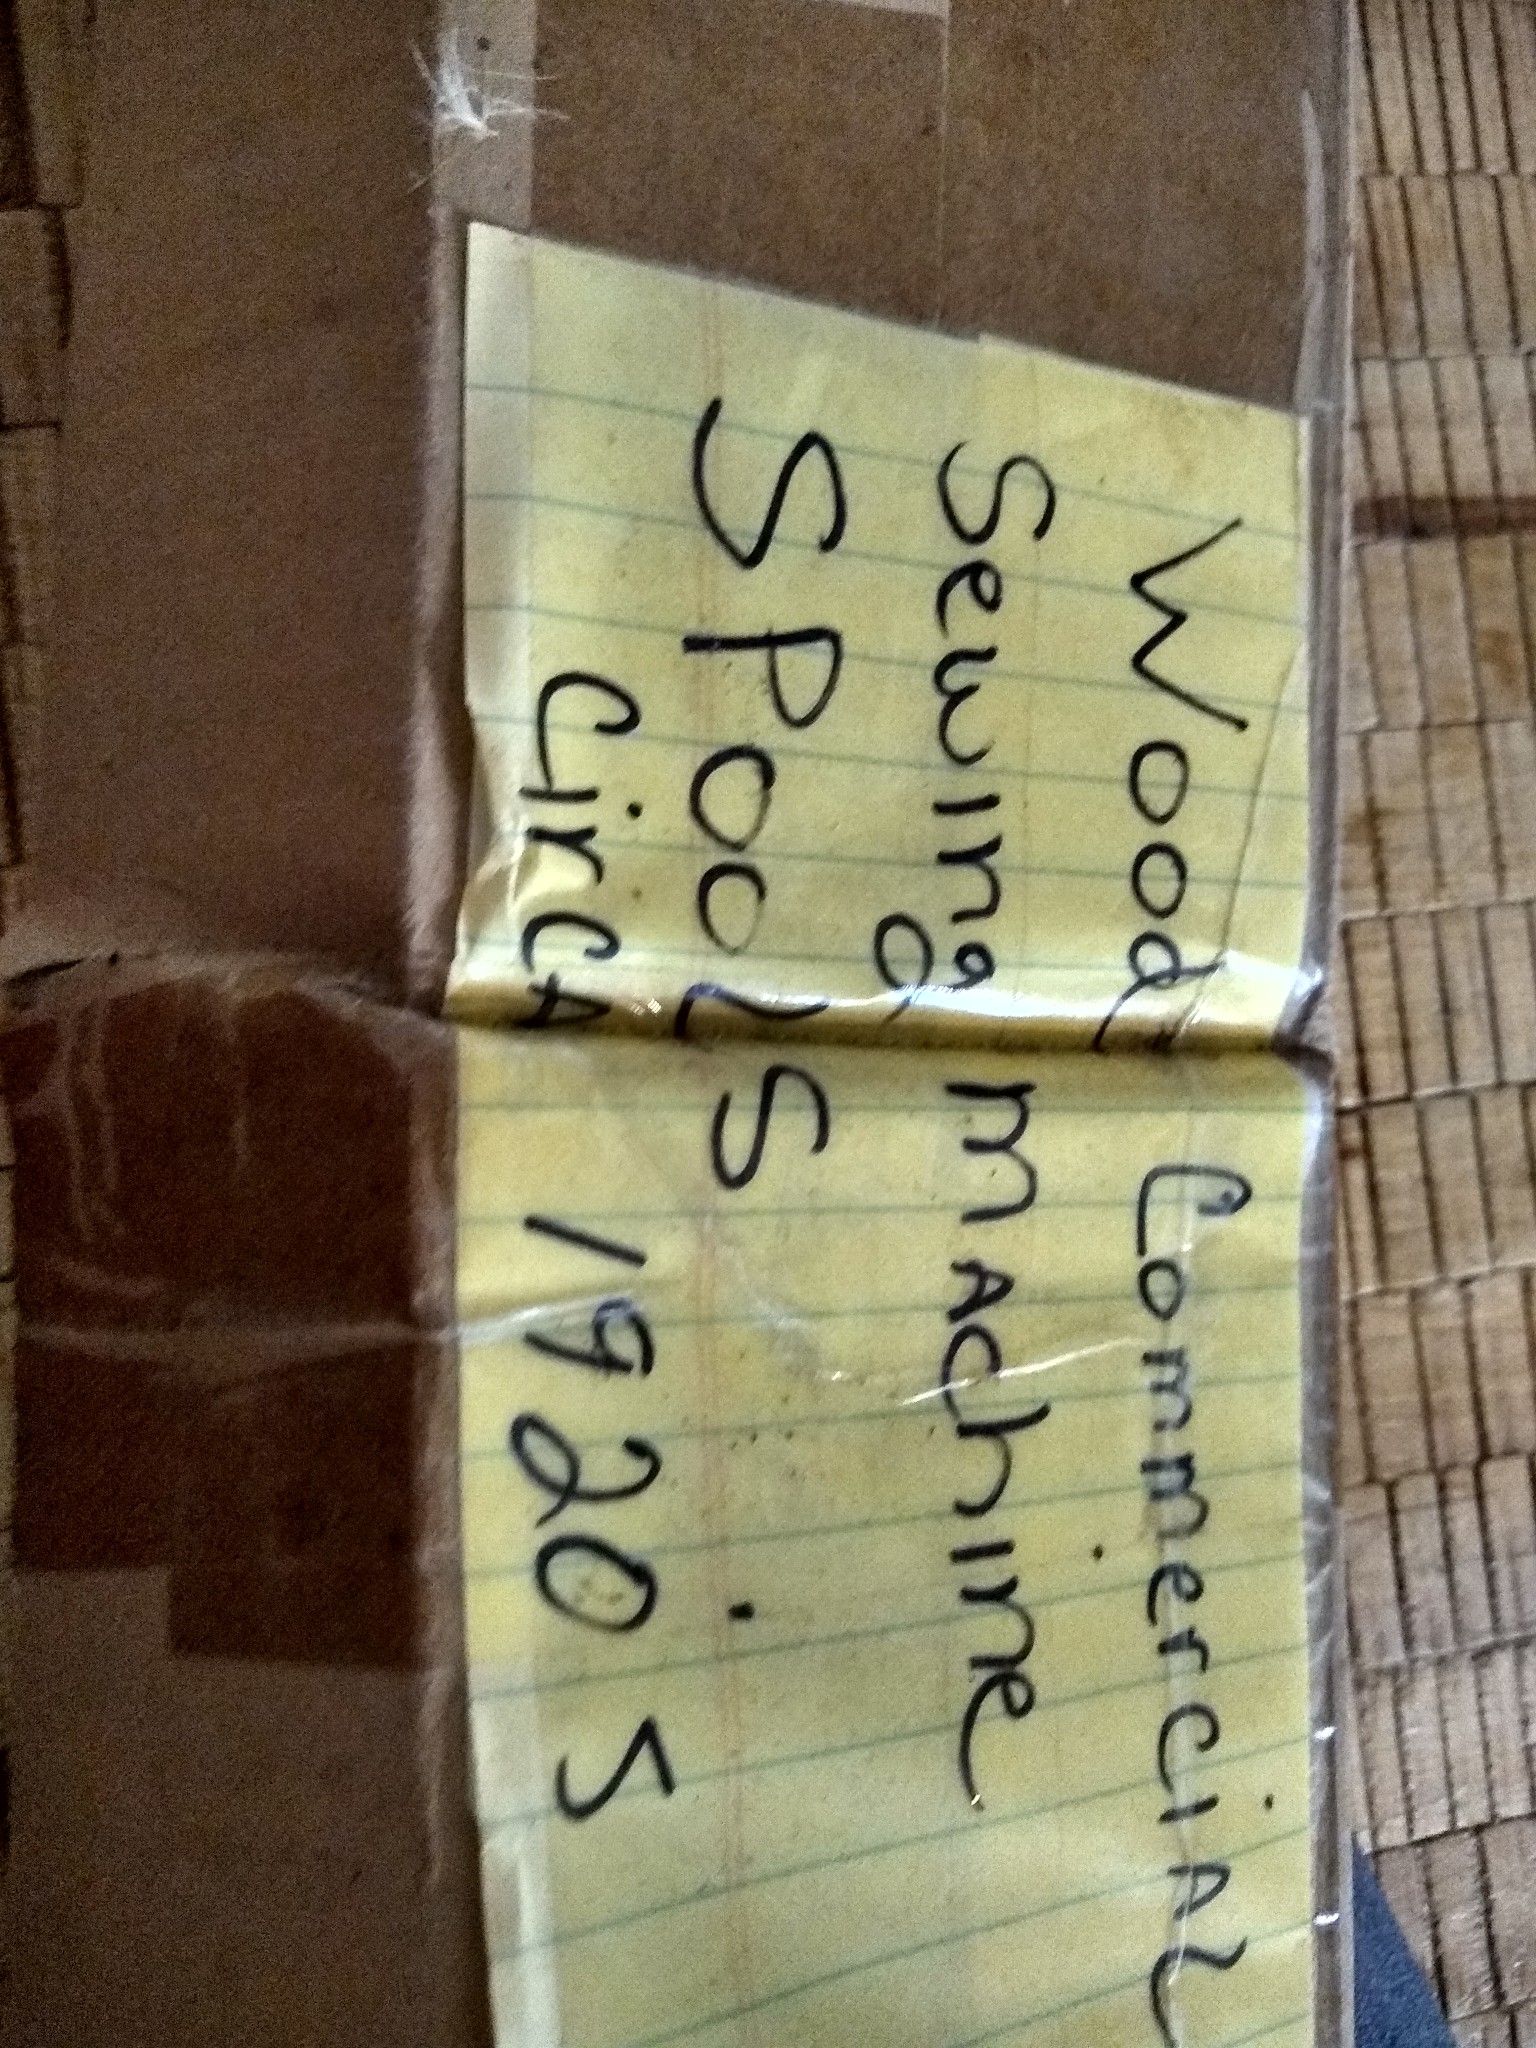 Wood Commercial
Sewing Machine
Spools
Circa 1920s